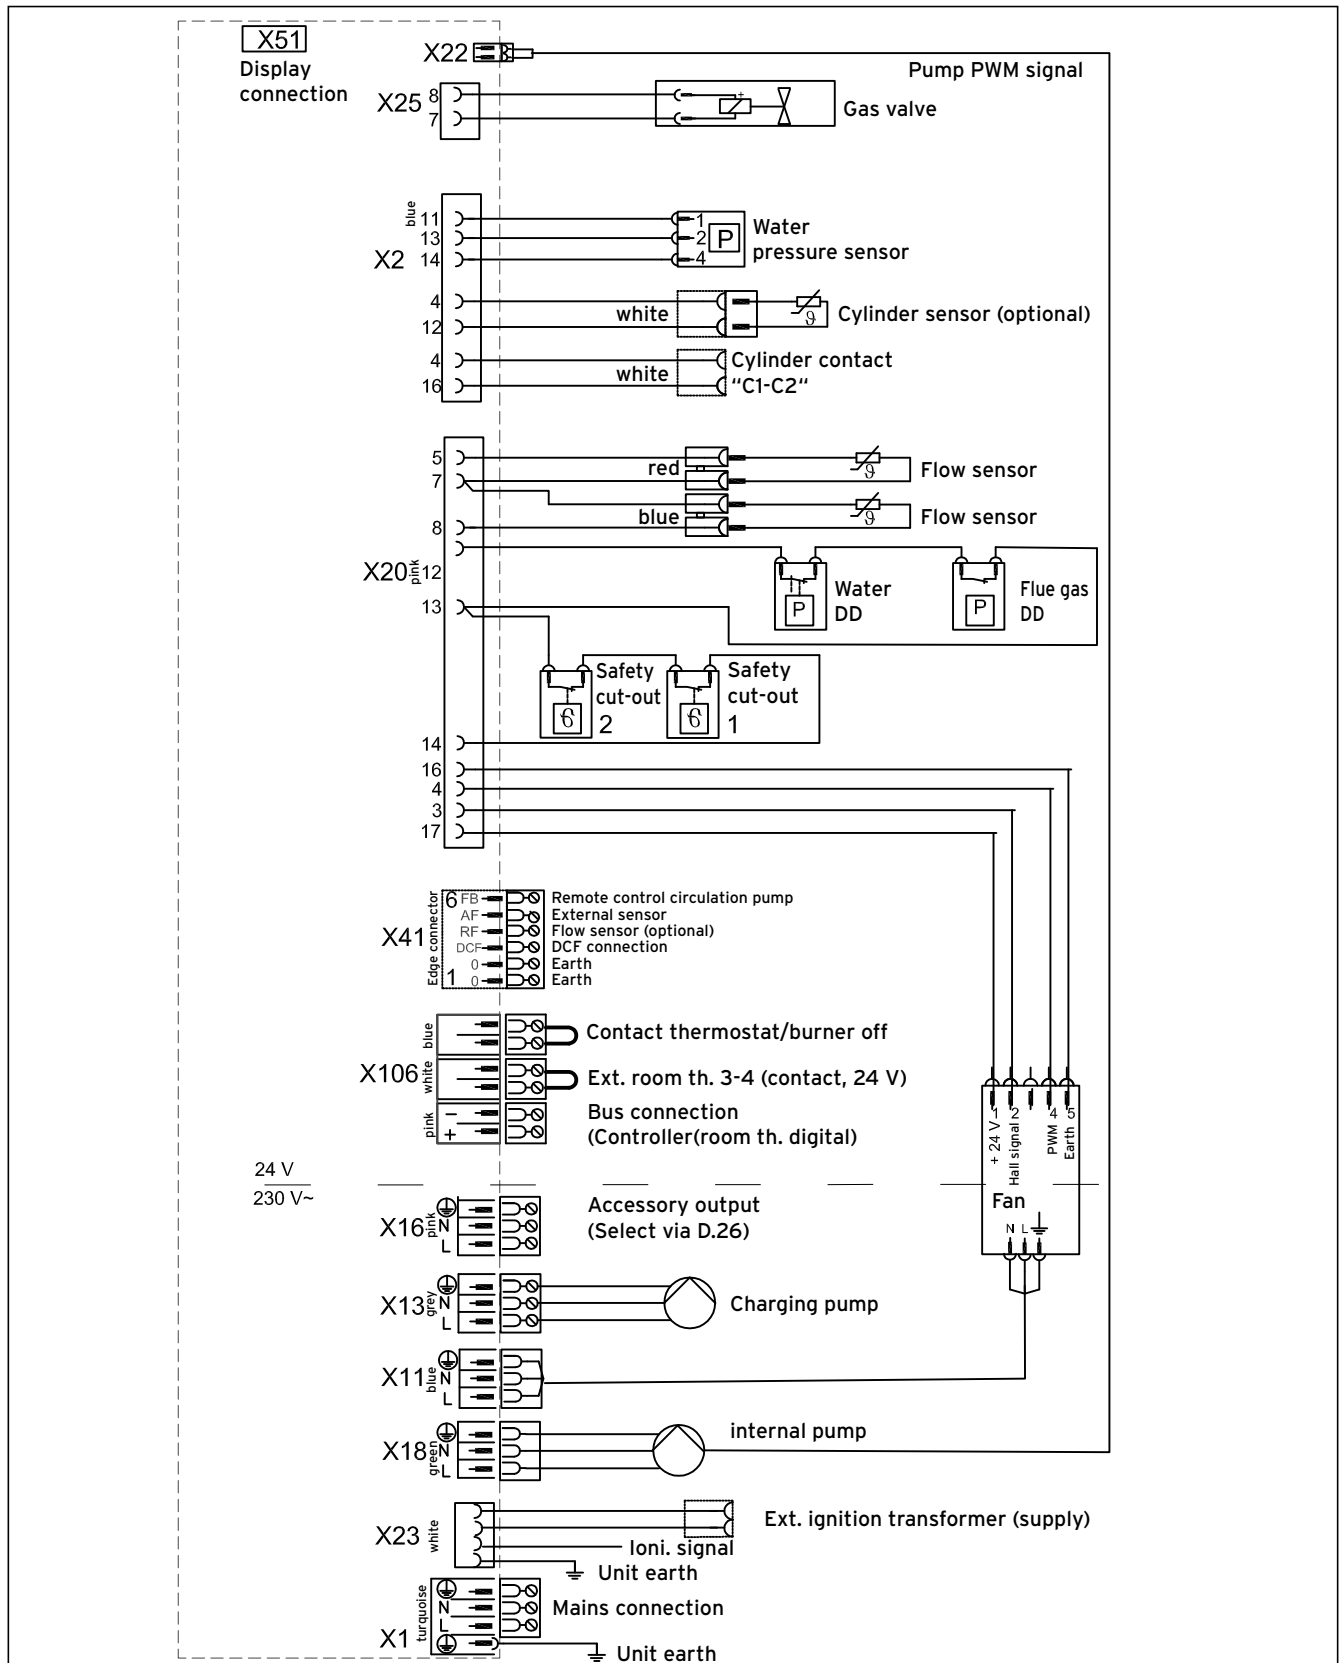 X51
Display
connection
X22
Pump PWM signal
X25
8
7
+
Gas valve
X2
blue
11
13
14
1
2
4
P
Water
pressure sensor
4
12
white
ϑ
Cylinder sensor (optional)
4
16
white
Cylinder contact
“C1-C2“
X20
pink
5
7
8
12
13
14
16
4
3
17
red
ϑ
Flow sensor
blue
ϑ
Flow sensor
P
Water
DD
P
Flue gas
DD
ϑ
Safety
cut-out
2
ϑ
Safety
cut-out
1
X41
Edge connector
6 FB
AF
RF
DCF
0
1 0
Remote control circulation pump
External sensor
Flow sensor (optional)
DCF connection
Earth
Earth
X106
blue
Contact thermostat/burner off
white
Ext. room th. 3-4 (contact, 24 V)
pink
−
+
Bus connection
(Controller(room th. digital)
1 2 4 5
+ 24 V
Hall signal
PWM
Earth
Fan
N L
24 V
230 V~
X16
pink
N
L
Accessory output
(Select via D.26)
X13
grey
N
L
Charging pump
X11
blue
N
L
X18
green
N
L
internal pump
X23
white
Ext. ignition transformer (supply)
Ioni. signal
Unit earth
X1
turquoise
N
L
Mains connection
Unit earth